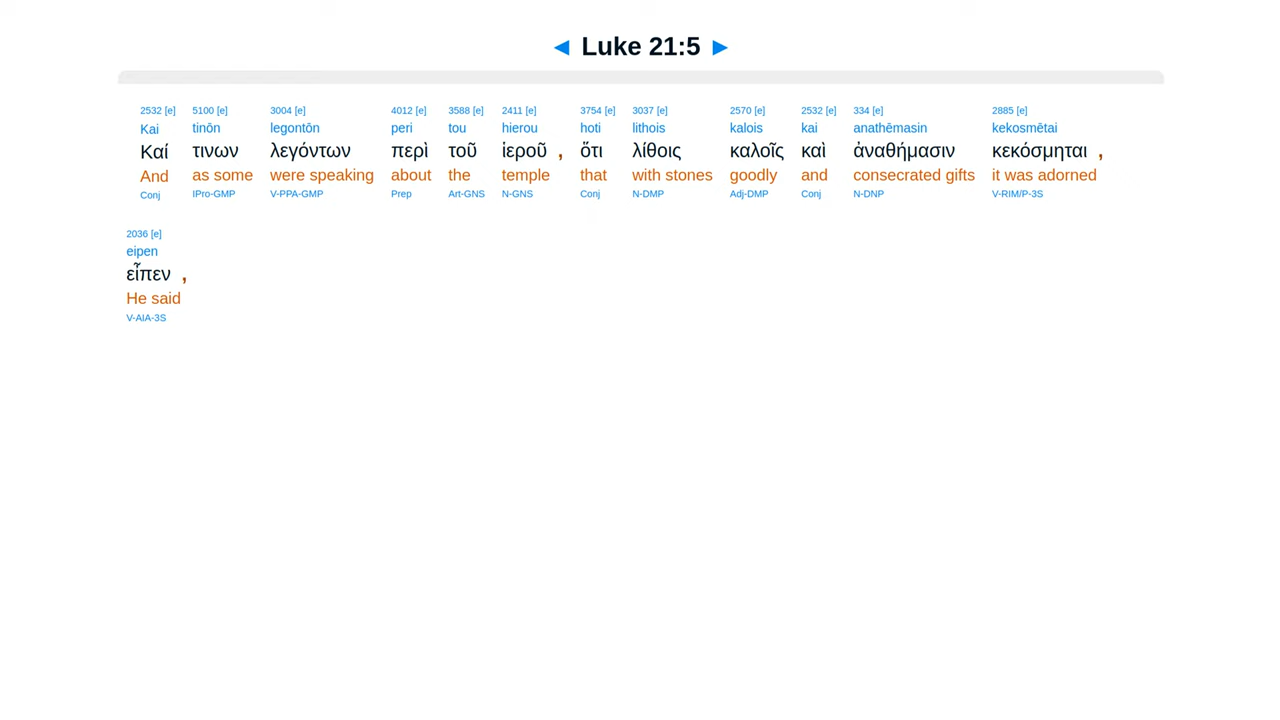 ◄ Luke 21:5 ►
2532 [e] 5100 [e] 3004 [e] 4012 [e] 3588 [e] 2411 [e] 3754 [e] 3037 [e] 2570 [e] 2532 [e] 334 [e] 2885 [e]
Kai tinōn legontōn peri tou hierou hoti lithois kalois kai anathēmasin kekosmētai
Καί τινων λεγόντων περὶ τοῦ ἱεροῦ , ὅτι λίθοις καλοῖς καὶ ἀναθήμασιν κεκόσμηται ,
And as some were speaking about the temple that with stones goodly and consecrated gifts it was adorned
Conj IPro-GMP V-PPA-GMP Prep Art-GNS N-GNS Conj N-DMP Adj-DMP Conj N-DNP V-RIM/P-3S
2036 [e]
eipen
εἶπεν ,
He said
V-AIA-3S